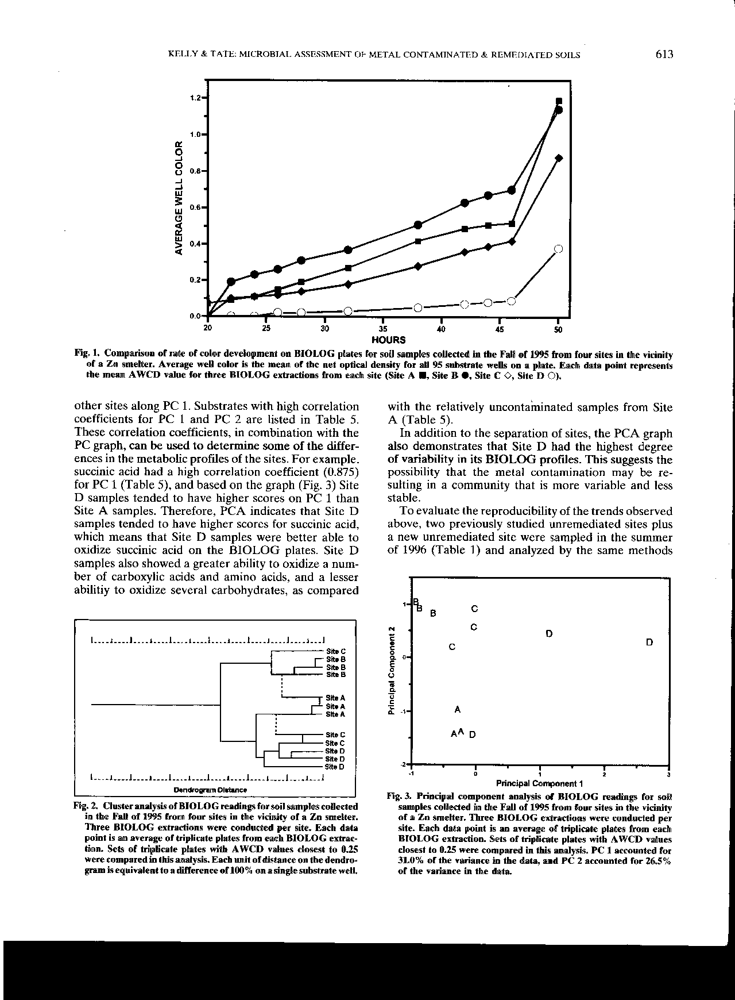 KELLY & TATE: MICROBIAL ASSESSMENT OF METAL CONTAMINATED & REMEDIATED SOILS
613
1.2
1.0
0.8
0.6
0.4
0.2
0.0
AVERAGE WELL COLOR
20 25 30 35 40 45 50
HOURS
Fig. 1. Comparison of rate of color development on BIOLOG plates for soil samples collected in the Fall of 1995 from four sites in the vicinity
of a Zn smelter. Average well color is the mean of the net optical density for all 95 substrate wells on a plate. Each data point represents
the mean AWCD value for three BIOLOG extractions from each site (Site A ■, Site B ●, Site C ◇, Site D ○).
other sites along PC 1. Substrates with high correlation
coefficients for PC 1 and PC 2 are listed in Table 5.
These correlation coefficients, in combination with the
PC graph, can be used to determine some of the differ-
ences in the metabolic profiles of the sites. For example.
succinic acid had a high correlation coefficient (0.875)
for PC 1 (Table 5), and based on the graph (Fig. 3) Site
D samples tended to have higher scores on PC 1 than
Site A samples. Therefore, PCA indicates that Site D
samples tended to have higher scores for succinic acid,
which means that Site D samples were better able to
oxidize succinic acid on the BIOLOG plates. Site D
samples also showed a greater ability to oxidize a num-
ber of carboxylic acids and amino acids, and a lesser
abilitiy to oxidize several carbohydrates, as compared
Site C
Site B
Site B
Site B
Site A
Site A
Site A
Site C
Site C
Site D
Site D
Site D
Dendrogram Distance
Fig. 2. Cluster analysis of BIOLOG readings for soil samples collected
in the Fall of 1995 from four sites in the vicinity of a Zn smelter.
Three BIOLOG extractions were conducted per site. Each data
point is an average of triplicate plates from each BIOLOG extrac-
tion. Sets of triplicate plates with AWCD values closest to 0.25
were compared in this analysis. Each unit of distance on the dendro-
gram is equivalent to a difference of 100% on a single substrate well.
with the relatively uncontaminated samples from Site
A (Table 5).
In addition to the separation of sites, the PCA graph
also demonstrates that Site D had the highest degree
of variability in its BIOLOG profiles. This suggests the
possibility that the metal contamination may be re-
sulting in a community that is more variable and less
stable.
To evaluate the reproducibility of the trends observed
above, two previously studied unremediated sites plus
a new unremediated site were sampled in the summer
of 1996 (Table 1) and analyzed by the same methods
Principal Component 2
1
0
-1
-2
B
B
B
C
C
D
D
C
A
A A D
-1 0 1 2 3
Principal Component 1
Fig. 3. Principal component analysis of BIOLOG readings for soil
samples collected in the Fall of 1995 from four sites in the vicinity
of a Zn smelter. Three BIOLOG extractions were conducted per
site. Each data point is an average of triplicate plates from each
BIOLOG extraction. Sets of triplicate plates with AWCD values
closest to 0.25 were compared in this analysis. PC 1 accounted for
31.0% of the variance in the data, and PC 2 accounted for 26.5%
of the variance in the data.